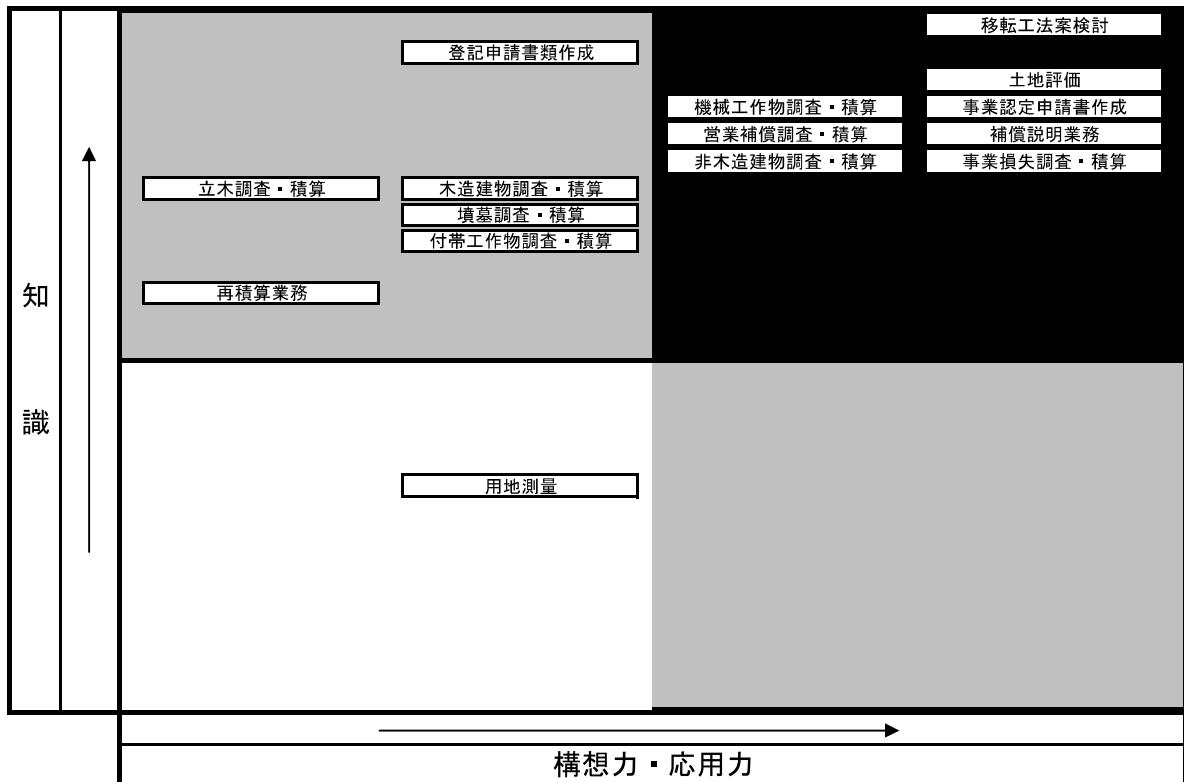 移転工法案検討
登記申請書類作成
土地評価
機械工作物調査・積算
事業認定申請書作成
営業補償調査・積算
補償説明業務
非木造建物調査・積算
事業損失調査・積算
立木調査・積算
木造建物調査・積算
墳墓調査・積算
付帯工作物調査・積算
再積算業務
知
識
用地測量
構想力・応用力